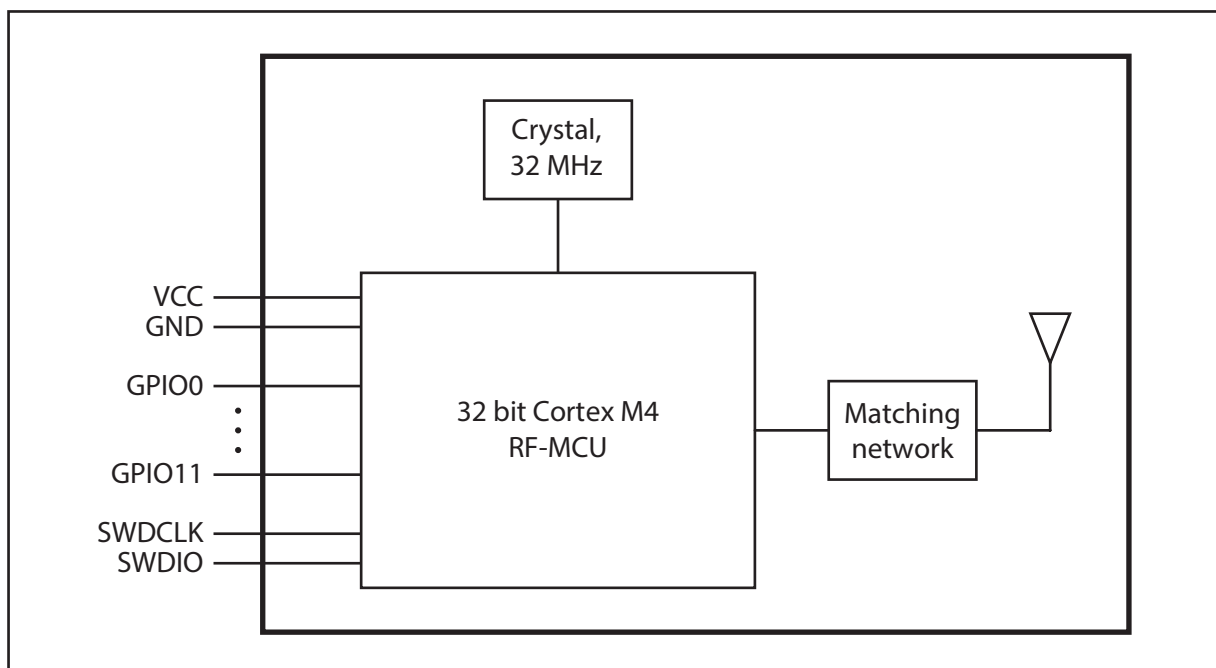 Crystal,
32 MHz
VCC
GND
GPIO0
GPIO11
SWDCLK
SWDIO
32 bit Cortex M4
RF-MCU
Matching
network